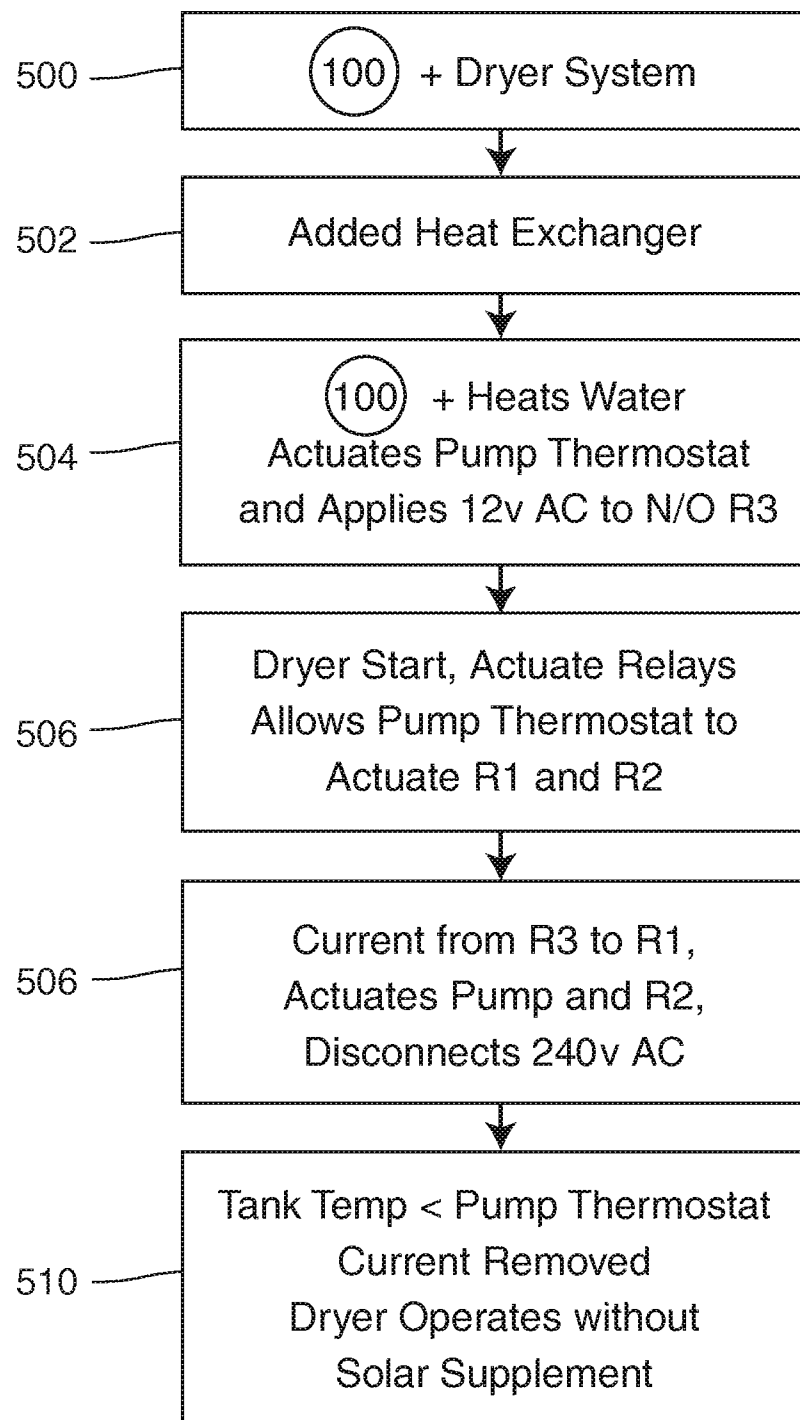 500
100 + Dryer System
502
Added Heat Exchanger
504
100 + Heats Water
Actuates Pump Thermostat
and Applies 12v AC to N/O R3
506
Dryer Start, Actuate Relays
Allows Pump Thermostat to
Actuate R1 and R2
506
Current from R3 to R1,
Actuates Pump and R2,
Disconnects 240v AC
510
Tank Temp < Pump Thermostat
Current Removed
Dryer Operates without
Solar Supplement